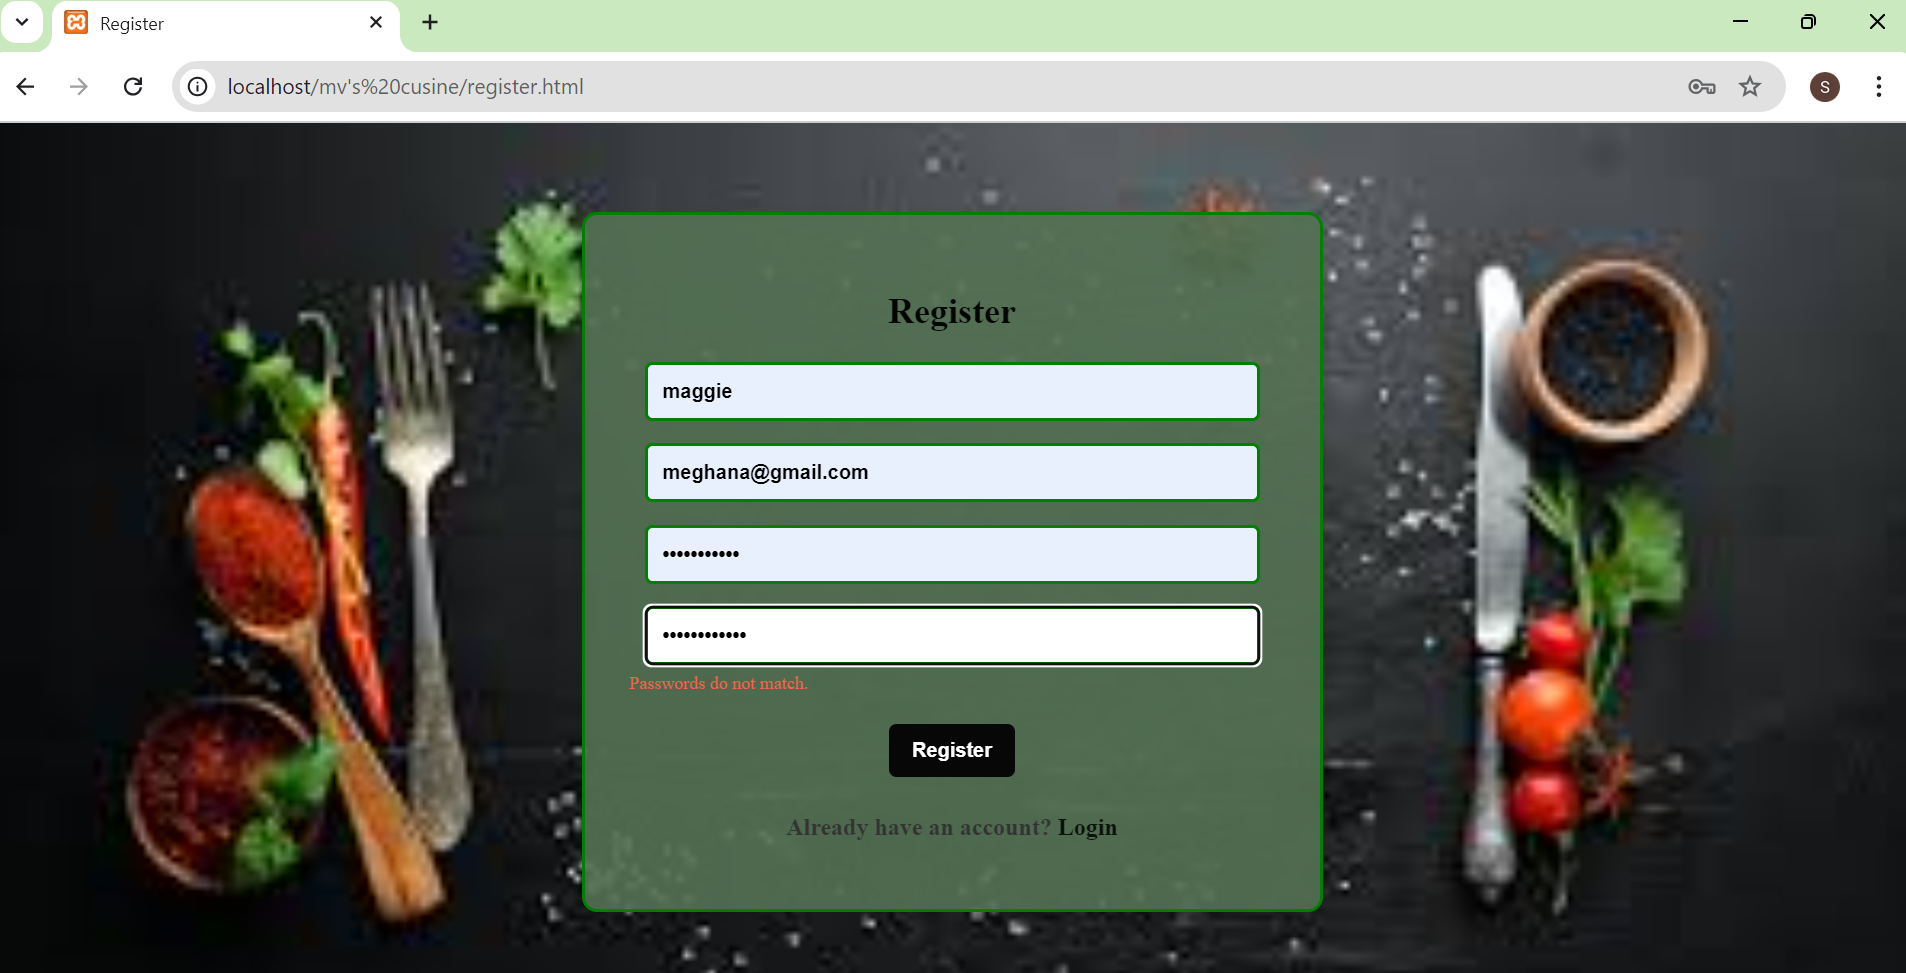 Register
localhost/mv's%20cusine/register.html
S
Register
maggie
meghana@gmail.com
•••••••••••
••••••••••••
Passwords do not match.
Register
Already have an account? Login